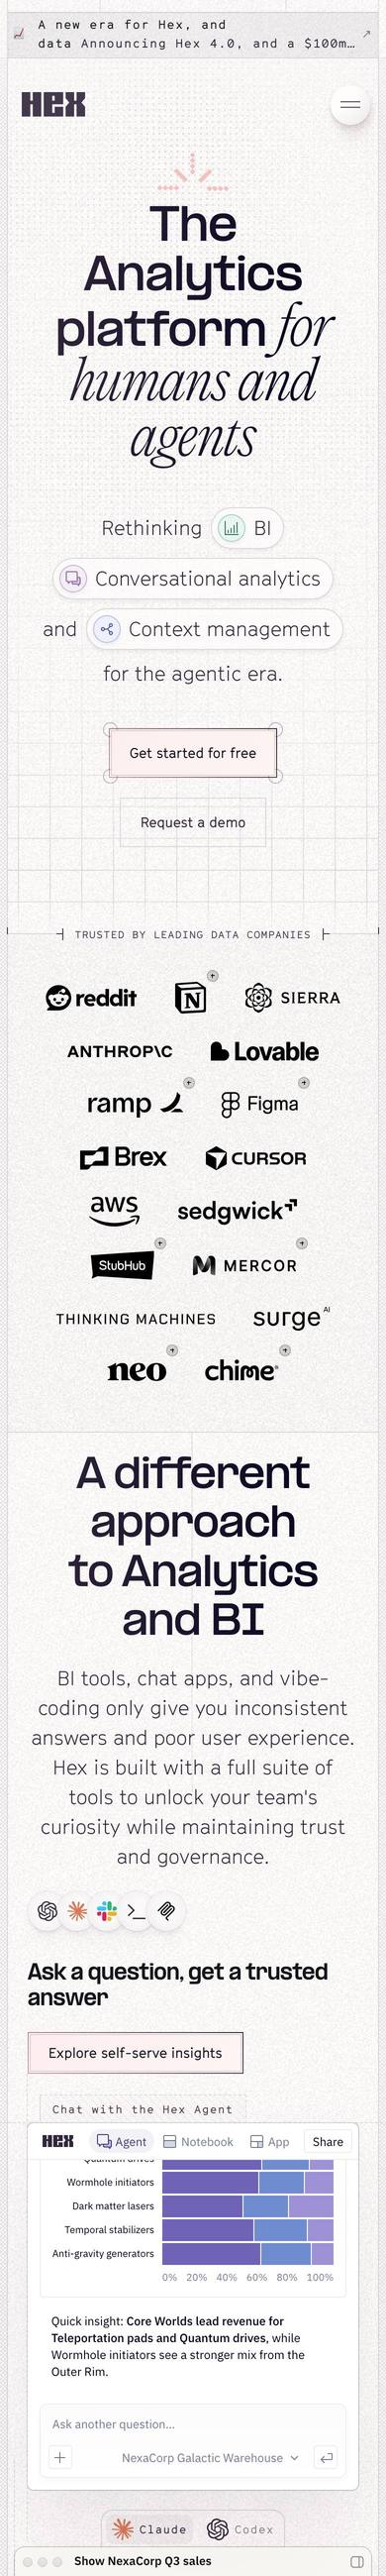 A new era for Hex, and
data Announcing Hex 4.0, and a $100m… ↗
HEX
The
Analytics
platform for
humans and
agents
Rethinking BI
Conversational analytics
and Context management
for the agentic era.
Get started for free
Request a demo
TRUSTED BY LEADING DATA COMPANIES
reddit N SIERRA
ANTHROP\C Lovable
ramp Figma
Brex CURSOR
aws sedgwick
StubHub MERCOR
THINKING MACHINES surge AI
neo chime
A different
approach
to Analytics
and BI
BI tools, chat apps, and vibe-
coding only give you inconsistent
answers and poor user experience.
Hex is built with a full suite of
tools to unlock your team's
curiosity while maintaining trust
and governance.
Ask a question, get a trusted
answer
Explore self-serve insights
Chat with the Hex Agent
HEX Agent Notebook App Share
Quantum drives
Wormhole initiators
Dark matter lasers
Temporal stabilizers
Anti-gravity generators
0% 20% 40% 60% 80% 100%
Quick insight: Core Worlds lead revenue for
Teleportation pads and Quantum drives, while
Wormhole initiators see a stronger mix from the
Outer Rim.
Ask another question...
NexaCorp Galactic Warehouse
Claude Codex
Show NexaCorp Q3 sales